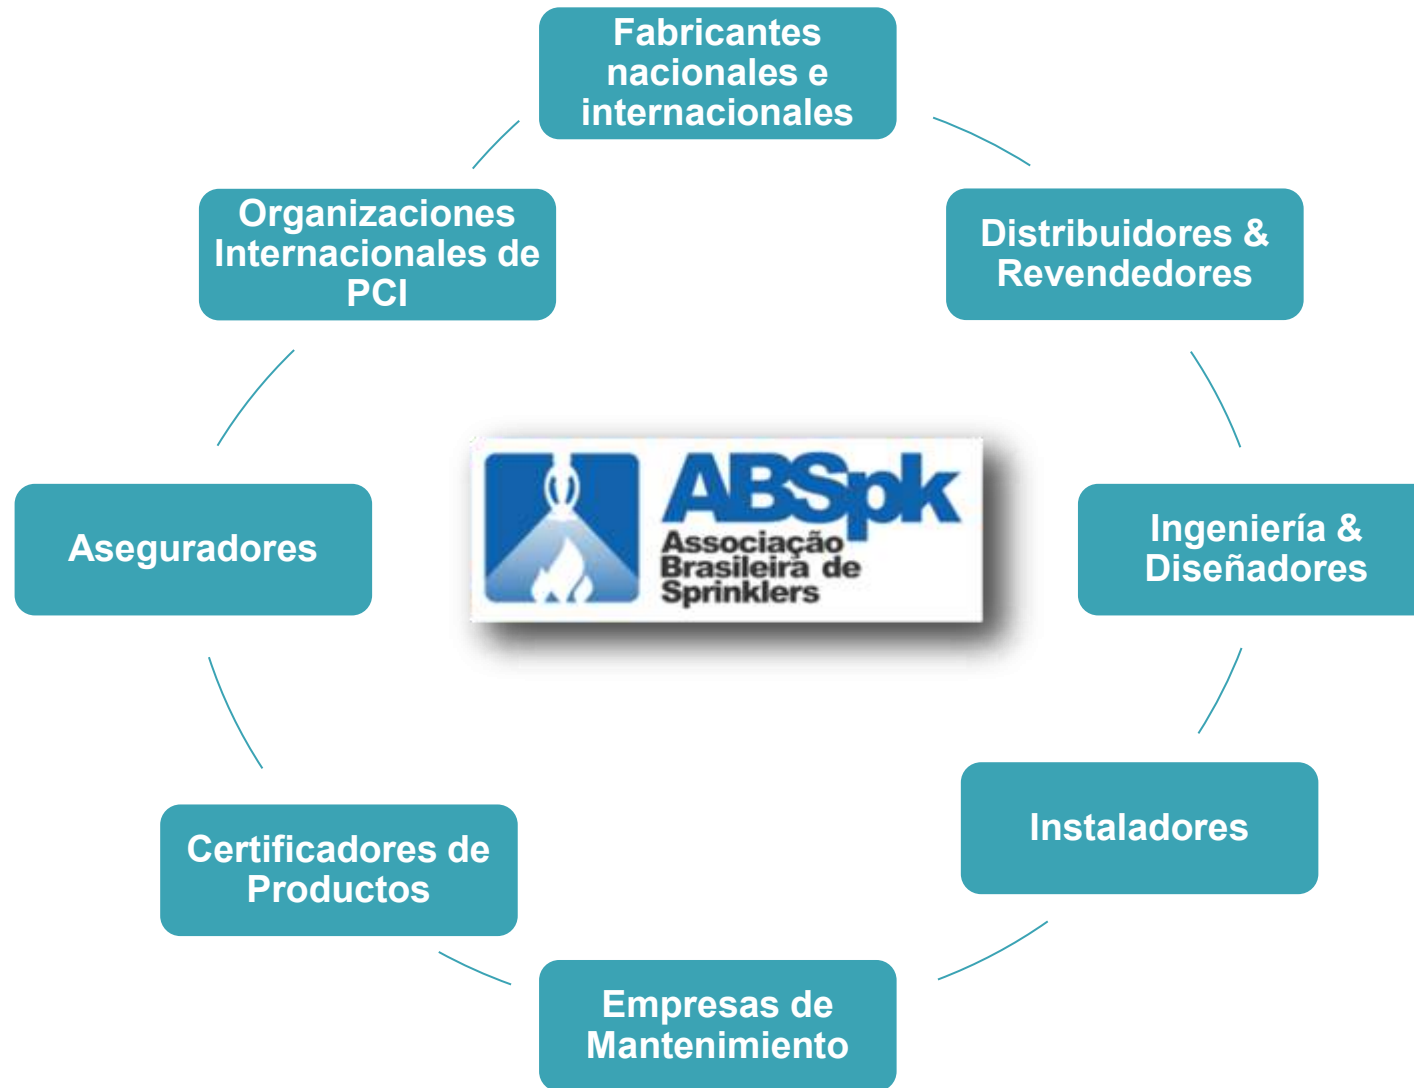 Fabricantes
nacionales e
internacionales
Distribuidores &
Revendedores
Ingeniería &
Diseñadores
Instaladores
Empresas de
Mantenimiento
Certificadores de
Productos
Aseguradores
Organizaciones
Internacionales de
PCI
ABSpk
Associação
Brasileira de
Sprinklers